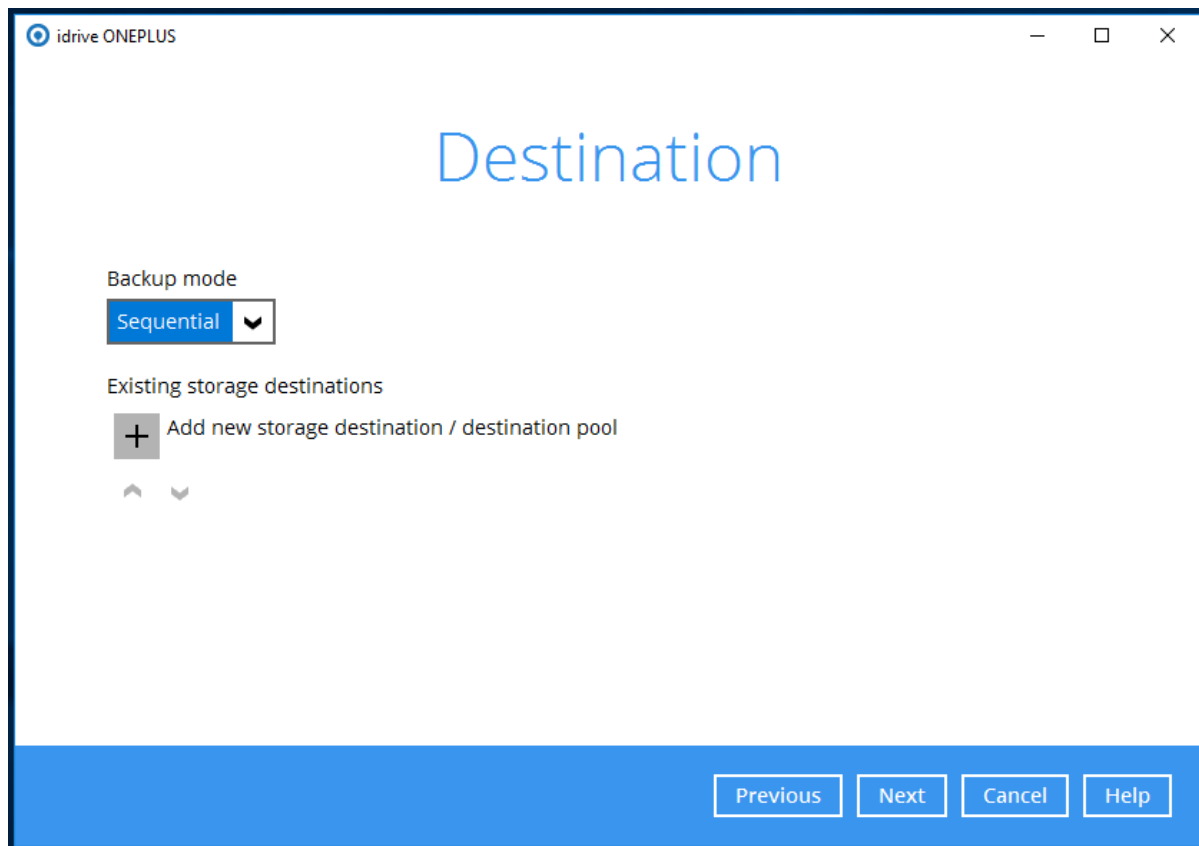 idrive ONEPLUS
Destination
Backup mode
Sequential
Existing storage destinations
Add new storage destination / destination pool
Previous Next Cancel Help